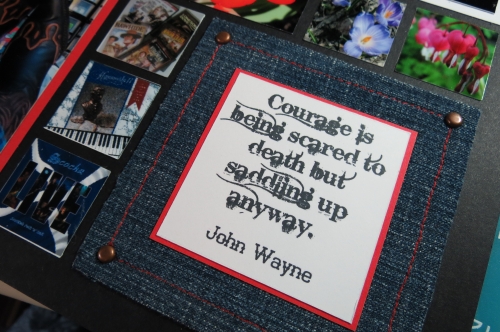 Courage is
being scared to
death but
saddling up
anyway.
John Wayne